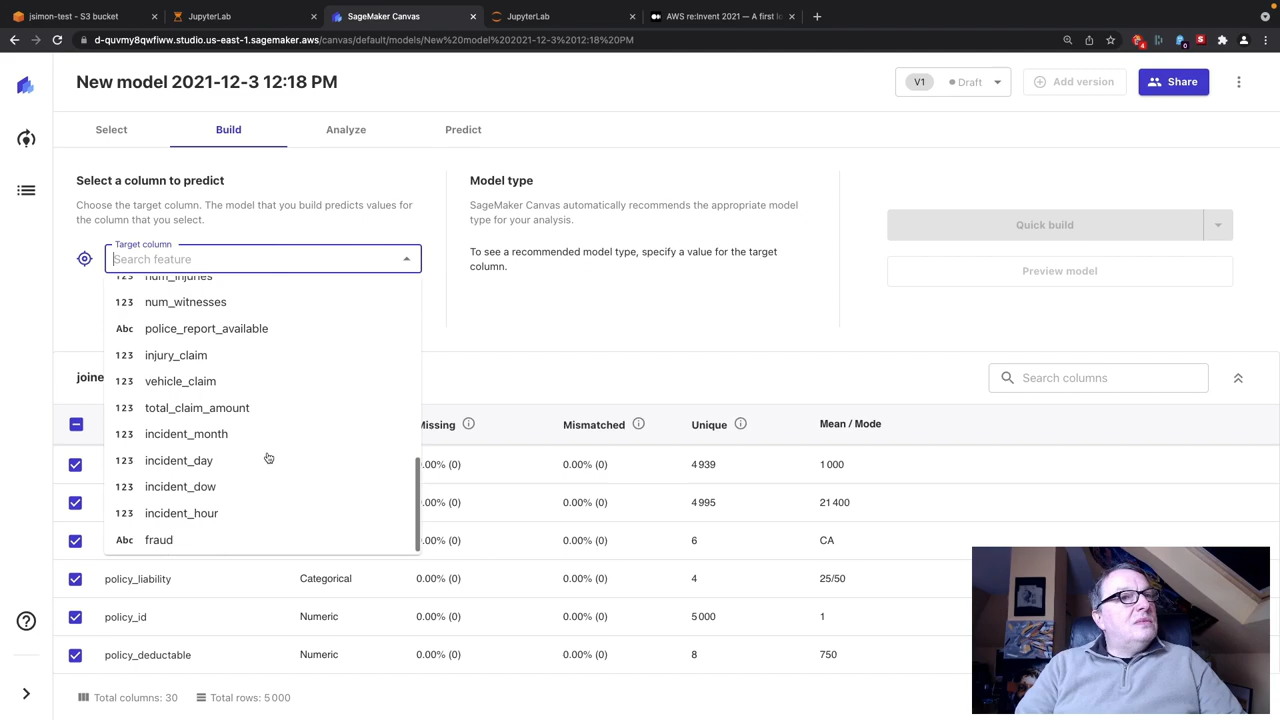 jsimon-test - S3 bucket
JupyterLab
SageMaker Canvas
JupyterLab
AWS re:Invent 2021 — A first lo
d-quvmy8qwfiww.studio.us-east-1.sagemaker.aws/canvas/default/models/New%20model%202021-12-3%2012:18%20PM
New model 2021-12-3 12:18 PM
V1
Draft
Add version
Share
Select
Build
Analyze
Predict
Select a column to predict
Choose the target column. The model that you build predicts values for
the column that you select.
Target column
Search feature
Model type
SageMaker Canvas automatically recommends the appropriate model
type for your analysis.
To see a recommended model type, specify a value for the target
column.
Quick build
Preview model
123 num_injuries
123 num_witnesses
Abc police_report_available
123 injury_claim
123 vehicle_claim
123 total_claim_amount
123 incident_month
123 incident_day
123 incident_dow
123 incident_hour
Abc fraud
joine
Search columns
Missing Mismatched Unique Mean / Mode
.00% (0) 0.00% (0) 4 939 1 000
.00% (0) 0.00% (0) 4 995 21 400
.00% (0) 0.00% (0) 6 CA
policy_liability Categorical 0.00% (0) 0.00% (0) 4 25/50
policy_id Numeric 0.00% (0) 0.00% (0) 5 000 1
policy_deductable Numeric 0.00% (0) 0.00% (0) 8 750
Total columns: 30 Total rows: 5 000